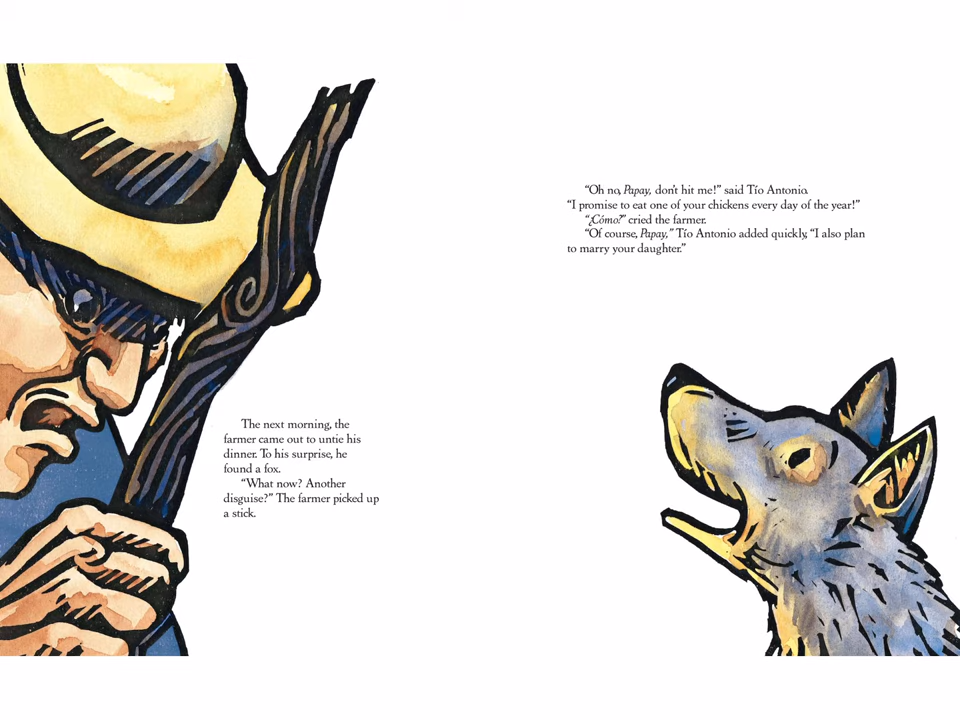 The next morning, the
farmer came out to untie his
dinner. To his surprise, he
found a fox.
“What now? Another
disguise?” The farmer picked up
a stick.
“Oh no, Papay, don’t hit me!” said Tío Antonio.
“I promise to eat one of your chickens every day of the year!”
“¿Cómo?” cried the farmer.
“Of course, Papay,” Tío Antonio added quickly, “I also plan
to marry your daughter.”